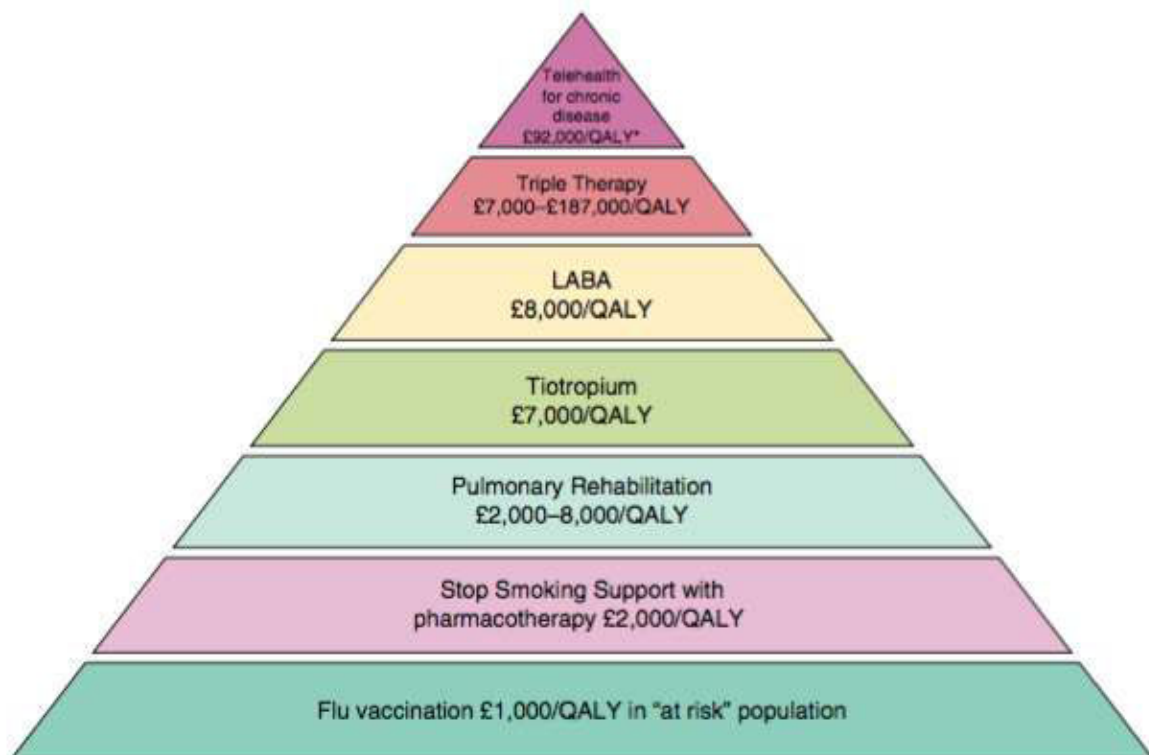 Telehealth
for chronic
disease
£92,000/QALY*
Triple Therapy
£7,000–£187,000/QALY
LABA
£8,000/QALY
Tiotropium
£7,000/QALY
Pulmonary Rehabilitation
£2,000–8,000/QALY
Stop Smoking Support with
pharmacotherapy £2,000/QALY
Flu vaccination £1,000/QALY in “at risk” population